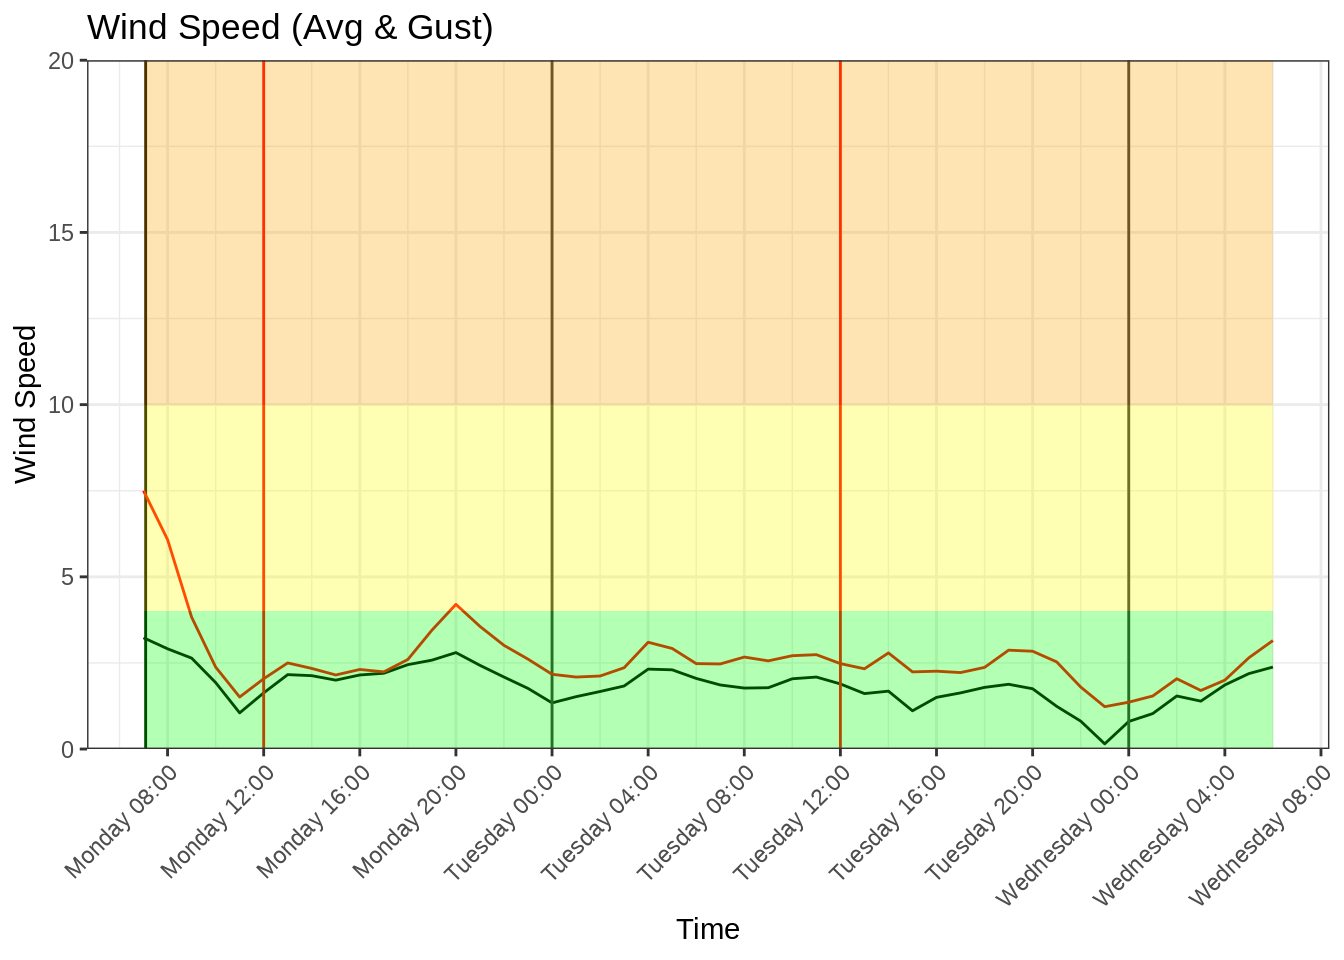 Wind Speed (Avg & Gust)
20
15
10
5
0
Wind Speed
Monday 08:00
Monday 12:00
Monday 16:00
Monday 20:00
Tuesday 00:00
Tuesday 04:00
Tuesday 08:00
Tuesday 12:00
Tuesday 16:00
Tuesday 20:00
Wednesday 00:00
Wednesday 04:00
Wednesday 08:00
Time